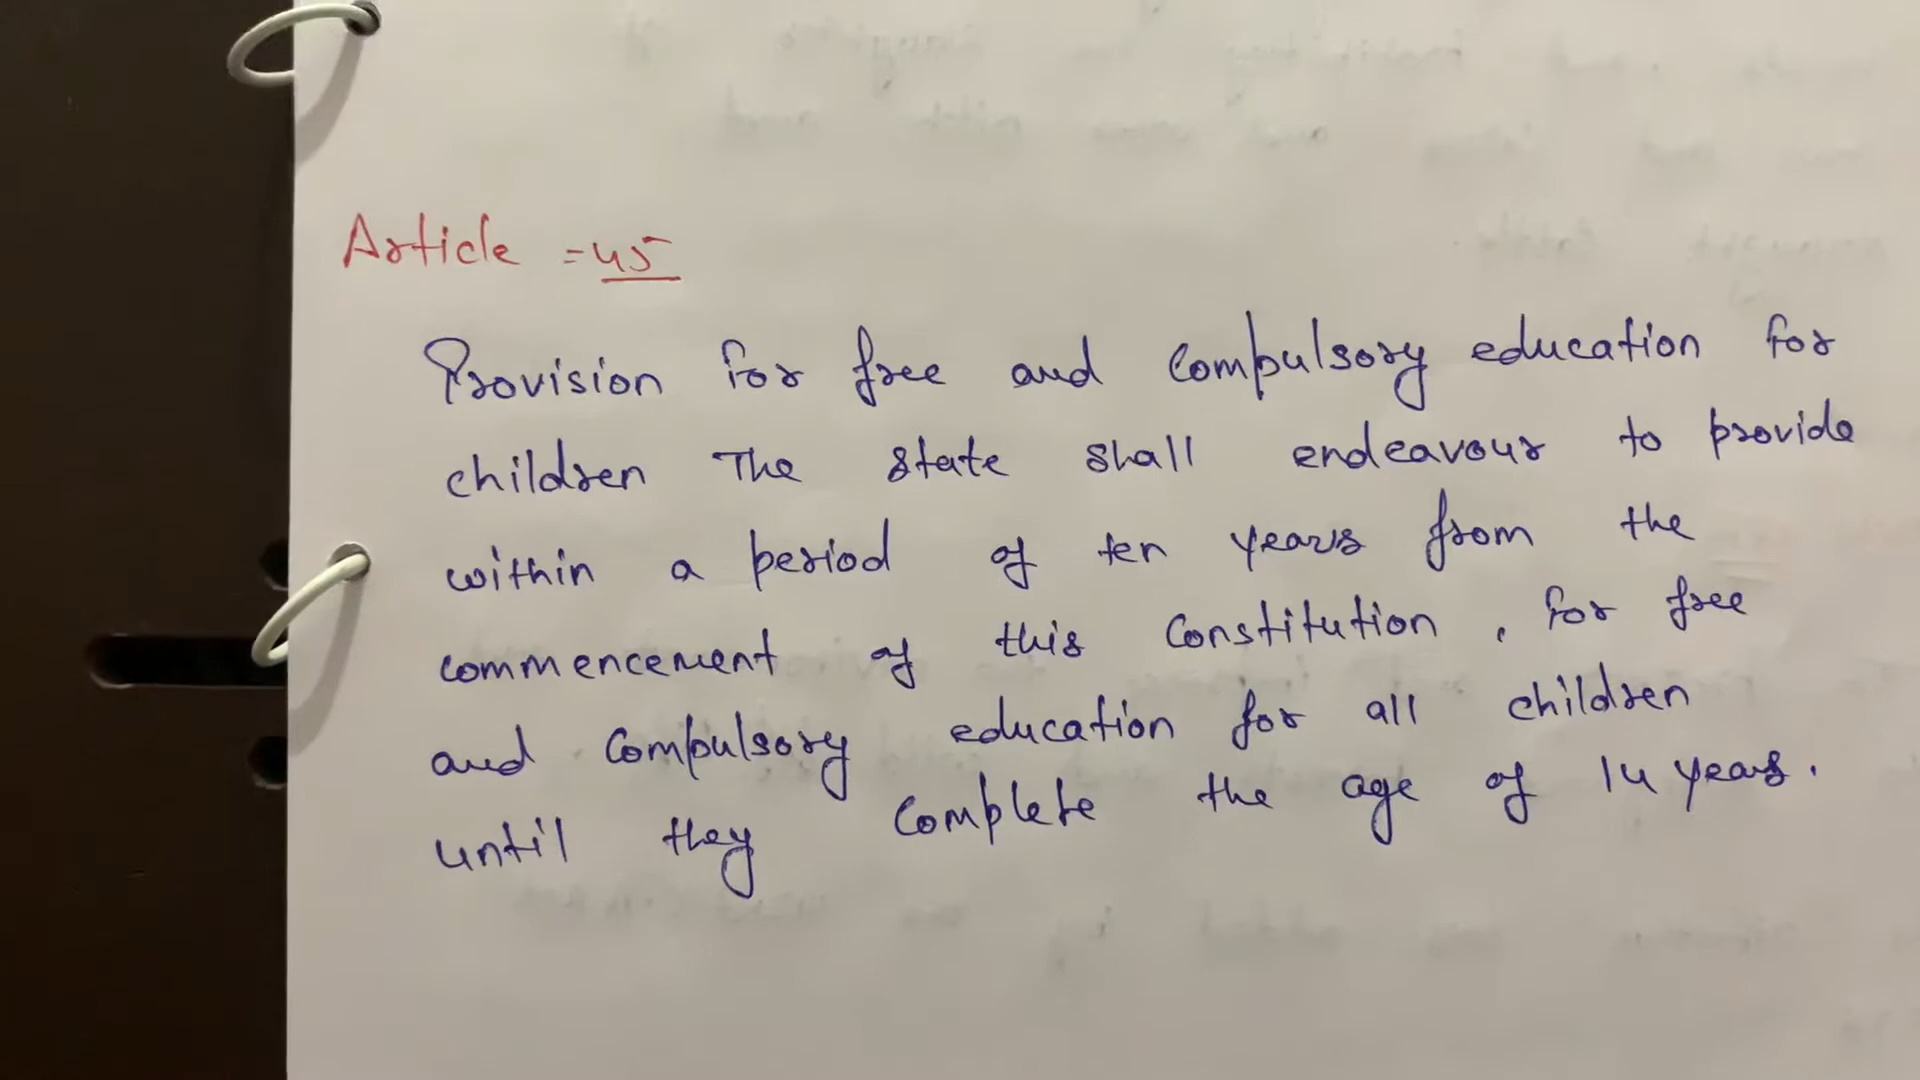 Article = 45
Provision for free and compulsory education for
children The state shall endeavour to provide
within a period of ten years from the
commencement of this Constitution, for free
and compulsory education for all children
until they complete the age of 14 years.